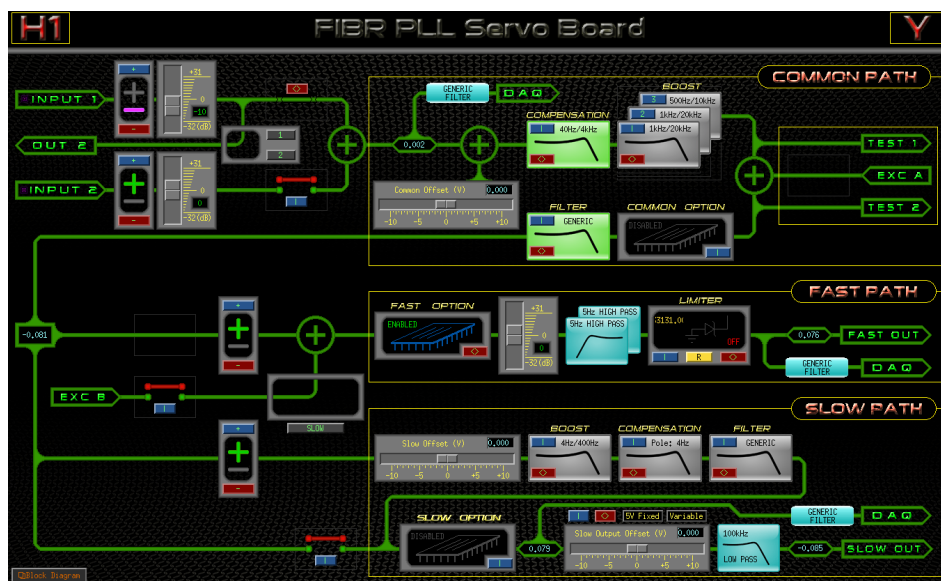 H1
FIBR PLL Servo Board
Y
COMMON PATH
INPUT 1
+
-
+31
0
-10
-32(dB)
GENERIC
FILTER
DAQ
BOOST
3 500Hz/10kHz
2 1kHz/20kHz
I 1kHz/20kHz
COMPENSATION
I 40Hz/4kHz
OUT 2
1
2
0.002
TEST 1
EXC A
TEST 2
INPUT 2
+
-
+31
0
0
-32(dB)
I
Common Offset (V) 0.000
-10 -5 0 +5 +10
FILTER
I GENERIC
COMMON OPTION
DISABLED
I
FAST PATH
-0.081
+
-
FAST OPTION
ENABLED
+31
0
0
-32(dB)
5Hz HIGH PASS
5Hz HIGH PASS
LIMITER
:3131.0(
OFF
I R
0.076
FAST OUT
GENERIC
FILTER
DAQ
EXC B
I
SLOW
SLOW PATH
+
-
Slow Offset (V) 0.000
-10 -5 0 +5 +10
BOOST
I 4Hz/400Hz
COMPENSATION
I Pole: 4Hz
FILTER
I GENERIC
GENERIC
FILTER
DAQ
I
SLOW OPTION
DISABLED
I
0.079
I 5V Fixed Variable
Slow Output Offset (V) 0.000
-10 -5 0 +5 +10
100kHz
LOW PASS
-0.085
SLOW OUT
Block Diagram